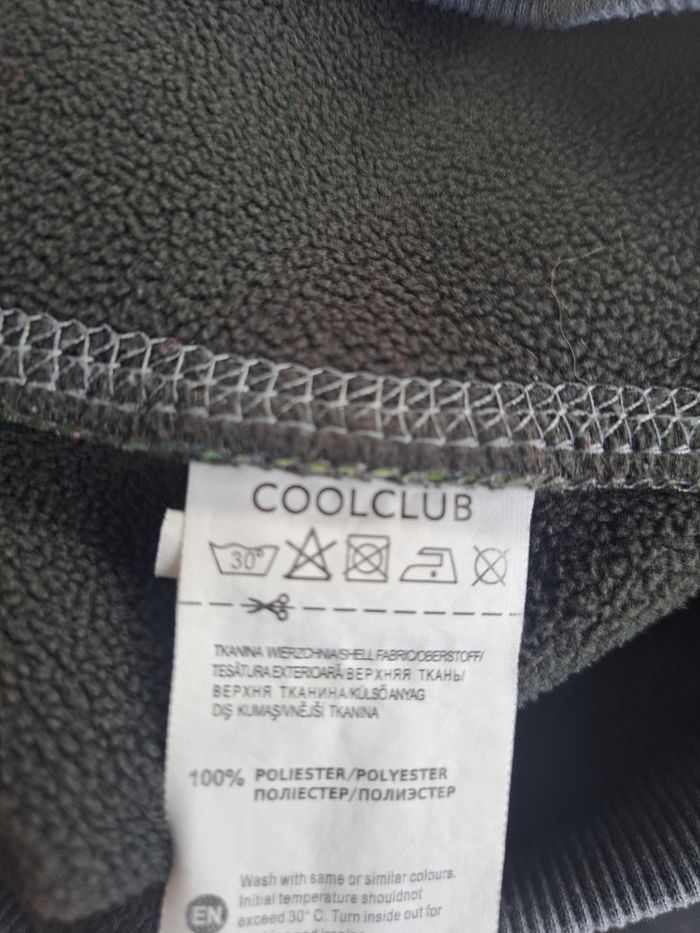 COOLCLUB
30°
TKANINA WIERZCHNIA/SHELL FABRIC/OBERSTOFF/
TESĂTURA EXTERIOARĂ/ВЕРХНЯЯ ТКАНЬ/
ВЕРХНЯ ТКАНИНА/KÜLSŐ ANYAG
DIŞ KUMAŞ/VNĚJŠÍ TKANINA
100% POLIESTER/POLYESTER
ПОЛІЕСТЕР/ПОЛИЭСТЕР
Wash with same or similar colours.
Initial temperature shouldnot
EN exceed 30° C. Turn inside out for